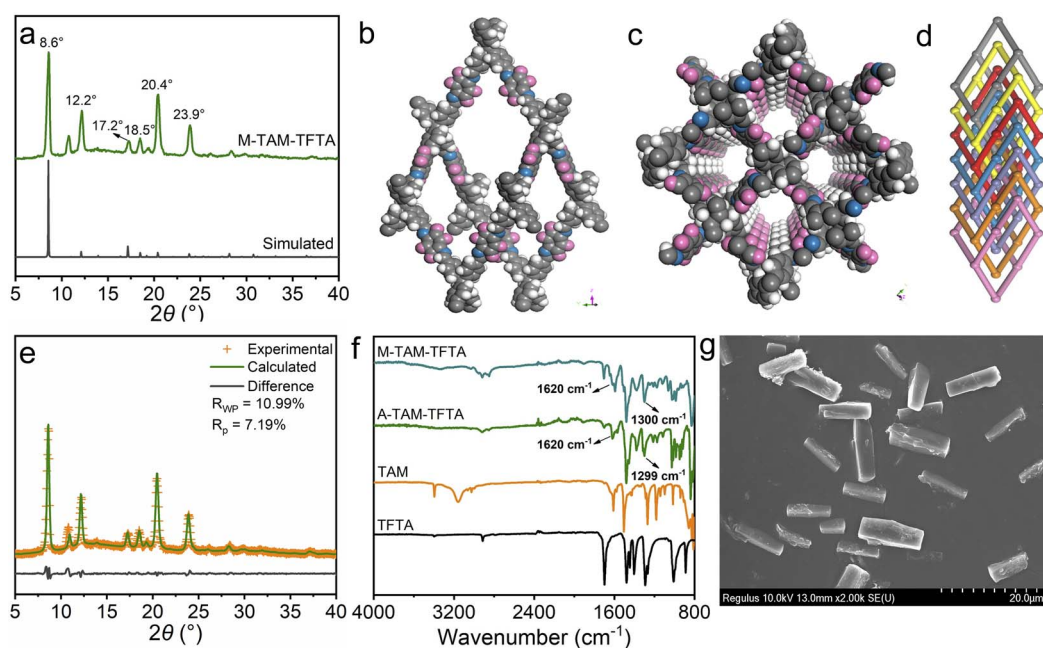 a
8.6°
12.2°
17.2°
18.5°
20.4°
23.9°
M-TAM-TFTA
Simulated
5 10 15 20 25 30 35 40
2θ (°)
b
c
d
e
Experimental
Calculated
Difference
R_WP = 10.99%
R_p = 7.19%
5 10 15 20 25 30 35 40
2θ (°)
f
M-TAM-TFTA
1620 cm⁻¹
1300 cm⁻¹
A-TAM-TFTA
1620 cm⁻¹
1299 cm⁻¹
TAM
TFTA
4000 3200 2400 1600 800
Wavenumber (cm⁻¹)
g
Regulus 10.0kV 13.0mm x2.00k SE(U) 20.0μm